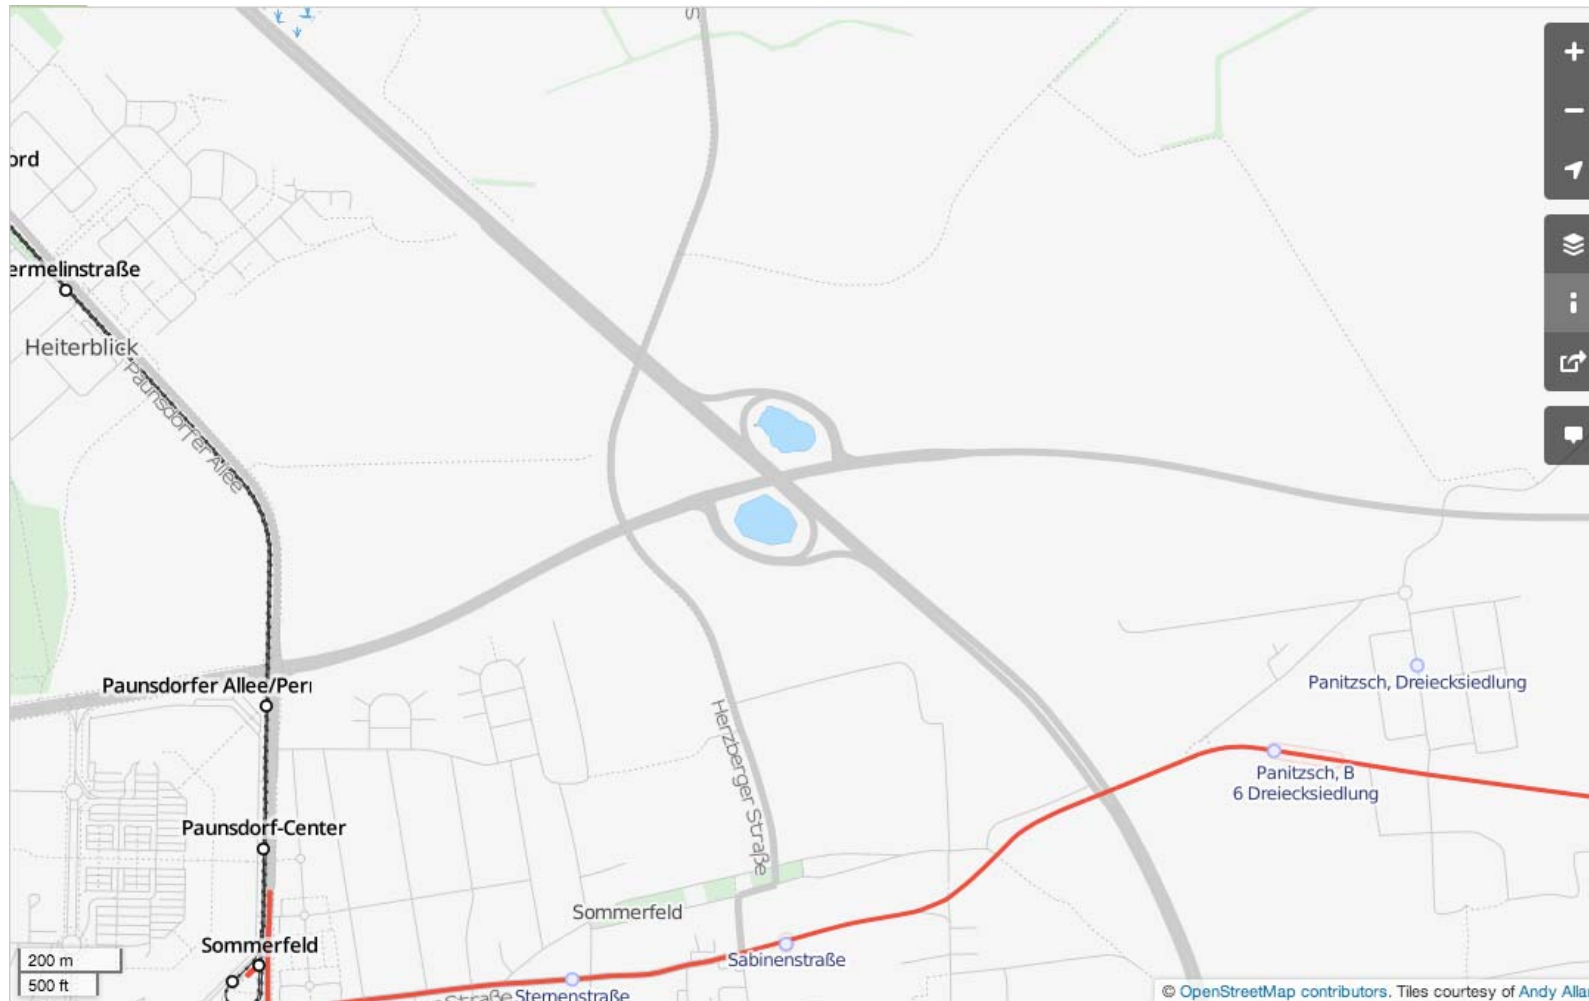 S
ord
ermelinstraße
Heiterblick
Paunsdorfer Allee
Paunsdorfer Allee/Per
Panitzsch, Dreiecksiedlung
Herzberger Straße
Panitzsch, B
6 Dreiecksiedlung
Paunsdorf-Center
Sommerfeld
Sommerfeld
Sabinenstraße
200 m
500 ft
Straße
Sternenstraße
© OpenStreetMap contributors. Tiles courtesy of Andy Alla